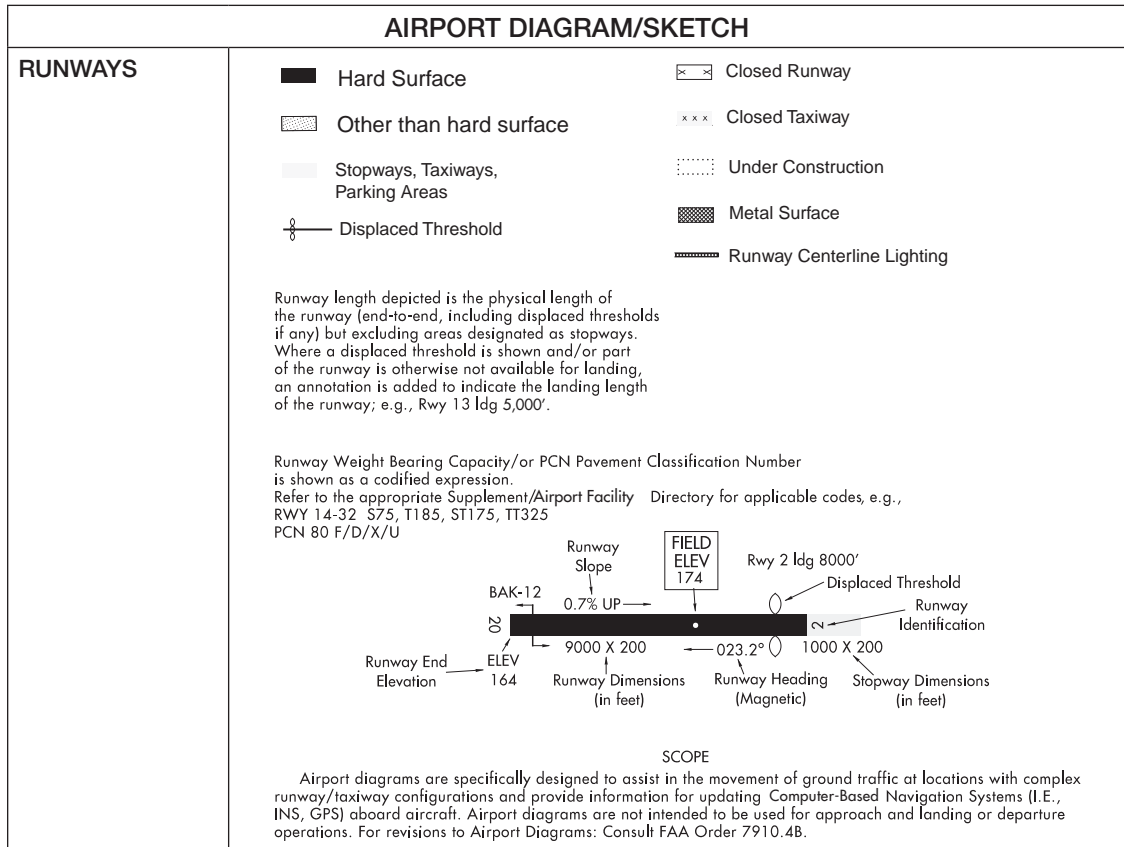 AIRPORT DIAGRAM/SKETCH
RUNWAYS
Hard Surface
Closed Runway
Other than hard surface
x x x Closed Taxiway
Stopways, Taxiways,
Parking Areas
Under Construction
Metal Surface
Displaced Threshold
Runway Centerline Lighting
Runway length depicted is the physical length of
the runway (end-to-end, including displaced thresholds
if any) but excluding areas designated as stopways.
Where a displaced threshold is shown and/or part
of the runway is otherwise not available for landing,
an annotation is added to indicate the landing length
of the runway; e.g., Rwy 13 ldg 5,000’.
Runway Weight Bearing Capacity/or PCN Pavement Classification Number
is shown as a codified expression.
Refer to the appropriate Supplement/Airport Facility Directory for applicable codes, e.g.,
RWY 14-32 S75, T185, ST175, TT325
PCN 80 F/D/X/U
Runway
Slope
FIELD
ELEV
174
Rwy 2 ldg 8000’
Displaced Threshold
BAK-12
0.7% UP
Runway
Identification
20
2
9000 X 200
023.2°
1000 X 200
Runway End
Elevation
ELEV
164
Runway Dimensions
(in feet)
Runway Heading
(Magnetic)
Stopway Dimensions
(in feet)
SCOPE
Airport diagrams are specifically designed to assist in the movement of ground traffic at locations with complex
runway/taxiway configurations and provide information for updating Computer-Based Navigation Systems (I.E.,
INS, GPS) aboard aircraft. Airport diagrams are not intended to be used for approach and landing or departure
operations. For revisions to Airport Diagrams: Consult FAA Order 7910.4B.